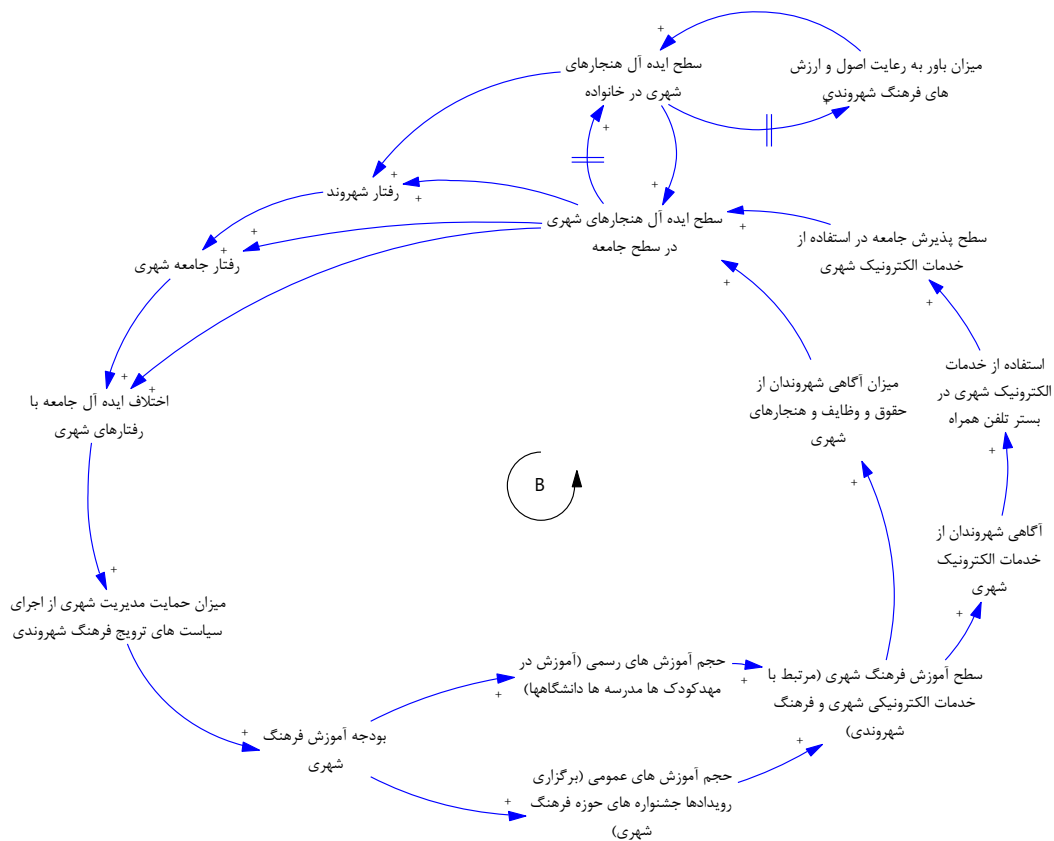 سطح ایده آل هنجارهای
شهری در خانواده
میزان باور به رعایت اصول و ارزش
های فرهنگ شهروندی
رفتار شهروند
سطح ایده آل هنجارهای شهری
در سطح جامعه
سطح پذیرش جامعه در استفاده از
خدمات الکترونیک شهری
رفتار جامعه شهری
استفاده از خدمات
الکترونیک شهری در
بستر تلفن همراه
میزان آگاهی شهروندان از
حقوق و وظایف و هنجارهای
شهری
اختلاف ایده آل جامعه با
رفتارهای شهری
B
آگاهی شهروندان از
خدمات الکترونیک
شهری
میزان حمایت مدیریت شهری از اجرای
سیاست های ترویج فرهنگ شهروندی
حجم آموزش های رسمی (آموزش در
مهدکودک ها مدرسه ها دانشگاهها)
سطح آموزش فرهنگ شهری (مرتبط با
خدمات الکترونیکی شهری و فرهنگ
شهروندی)
بودجه آموزش فرهنگ
شهری
حجم آموزش های عمومی (برگزاری
رویدادها جشنواره های حوزه فرهنگ
شهری)